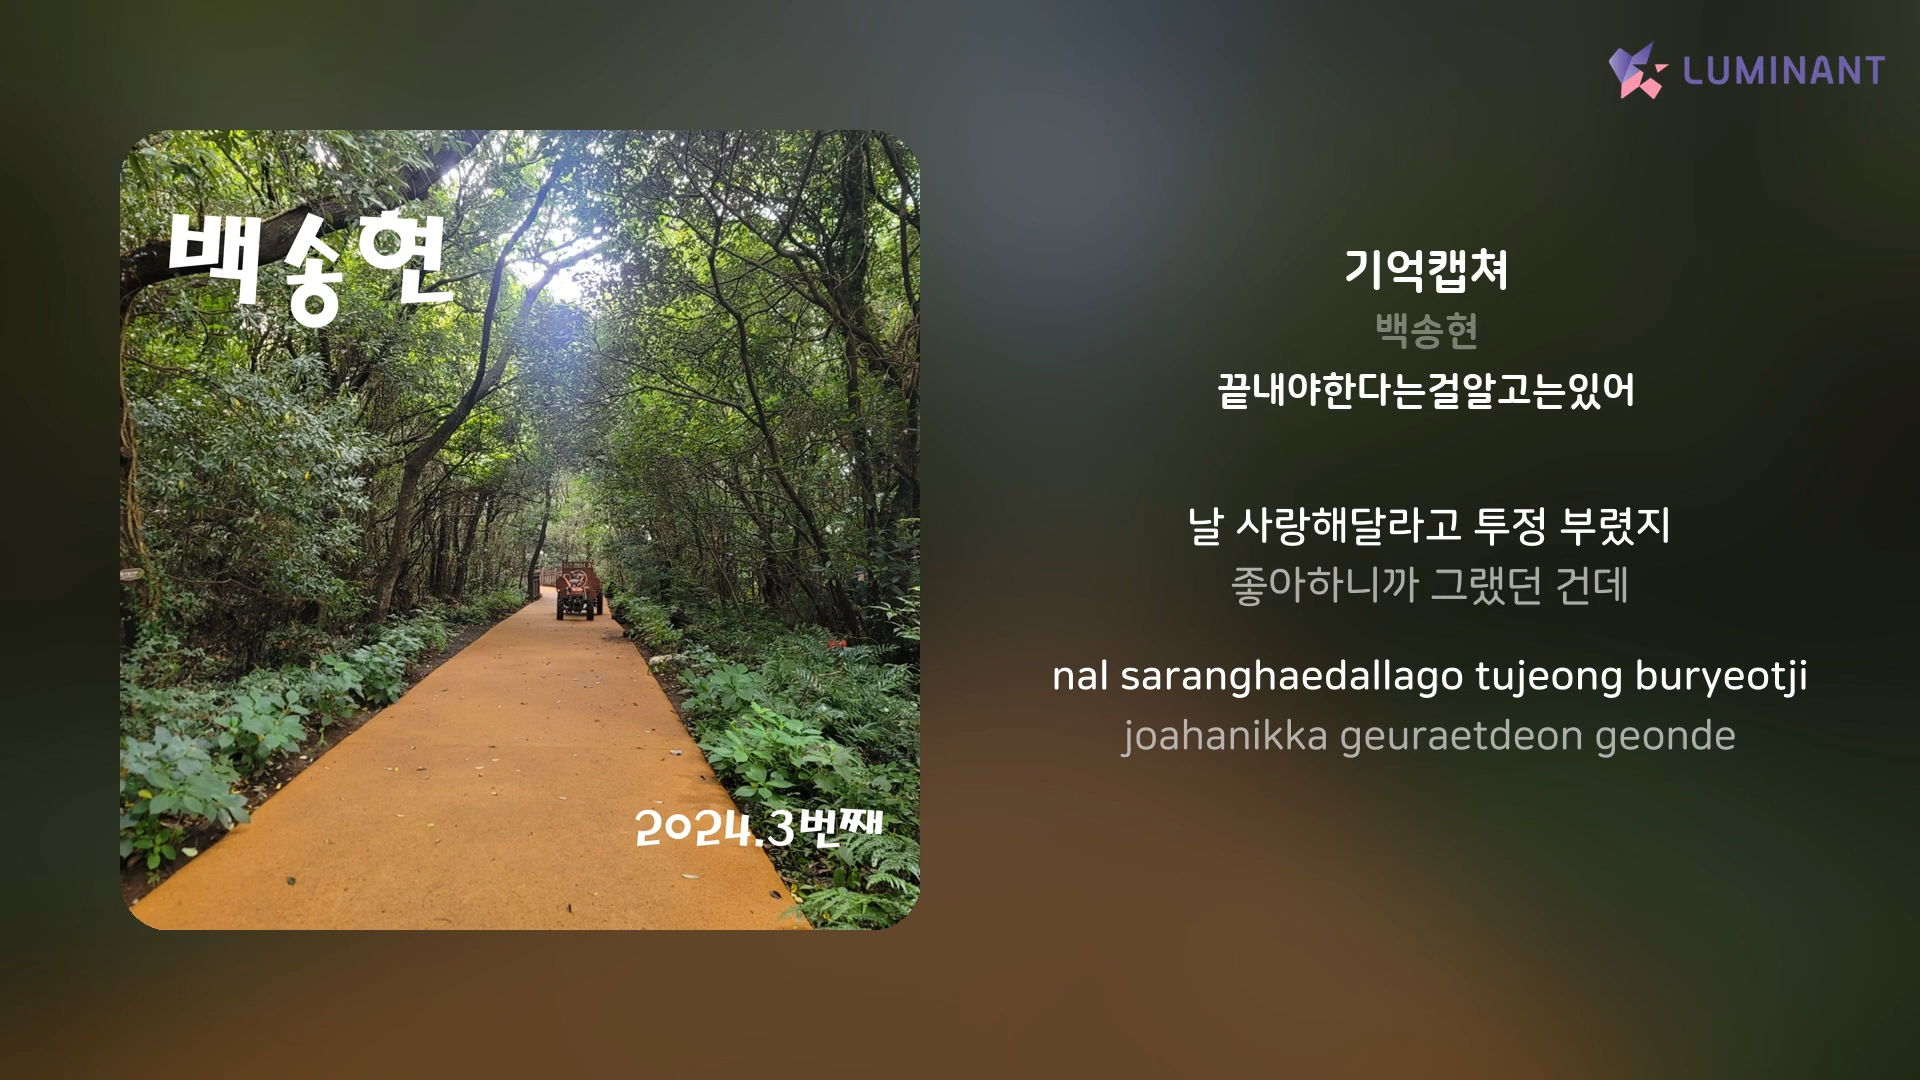 LUMINANT
백송현
2024.3번째
기억캡쳐
백송현
끝내야한다는걸알고는있어
날 사랑해달라고 투정 부렸지
좋아하니까 그랬던 건데
nal saranghaedallago tujeong buryeotji
joahanikka geuraetdeon geonde